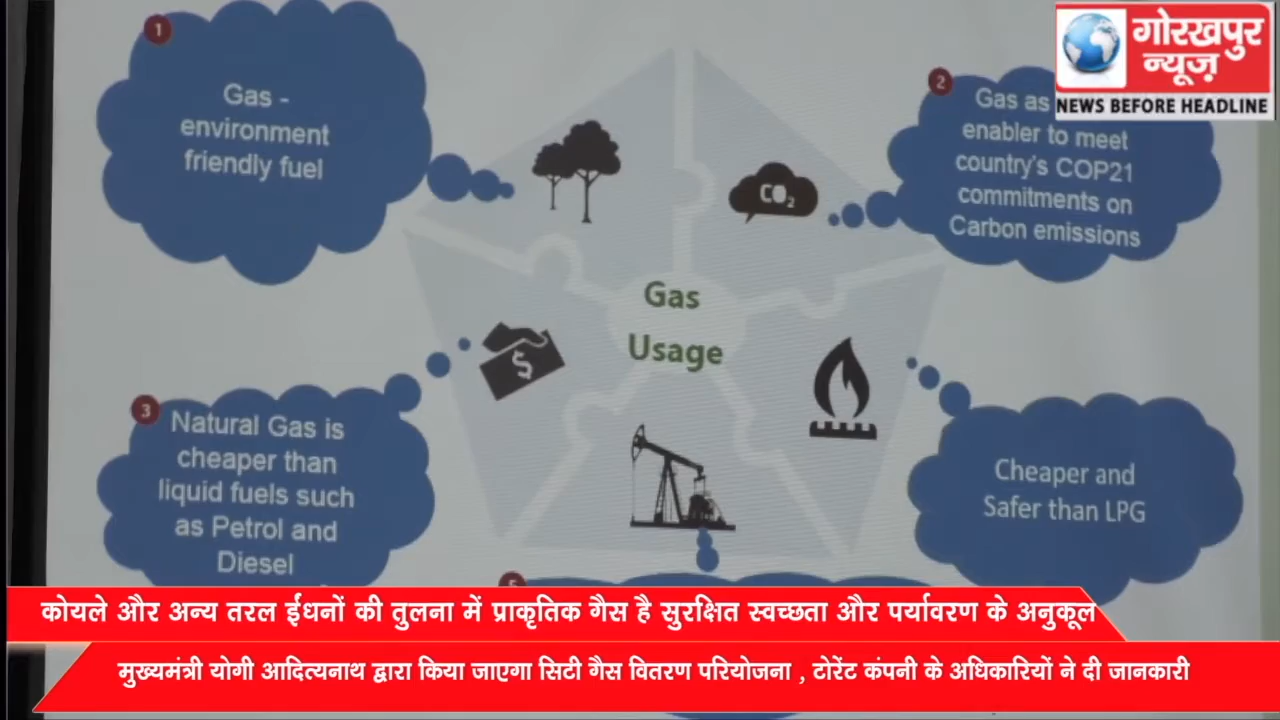 1
Gas -
environment
friendly fuel
गोरखपुर
न्यूज़
NEWS BEFORE HEADLINE
2
Gas as
enabler to meet
country's COP21
commitments on
Carbon emissions
CO2
Gas
Usage
$
3
Natural Gas is
cheaper than
liquid fuels such
as Petrol and
Diesel
Cheaper and
Safer than LPG
5
कोयले और अन्य तरल ईंधनों की तुलना में प्राकृतिक गैस है सुरक्षित स्वच्छता और पर्यावरण के अनुकूल
मुख्यमंत्री योगी आदित्यनाथ द्वारा किया जाएगा सिटी गैस वितरण परियोजना , टोरेंट कंपनी के अधिकारियों ने दी जानकारी